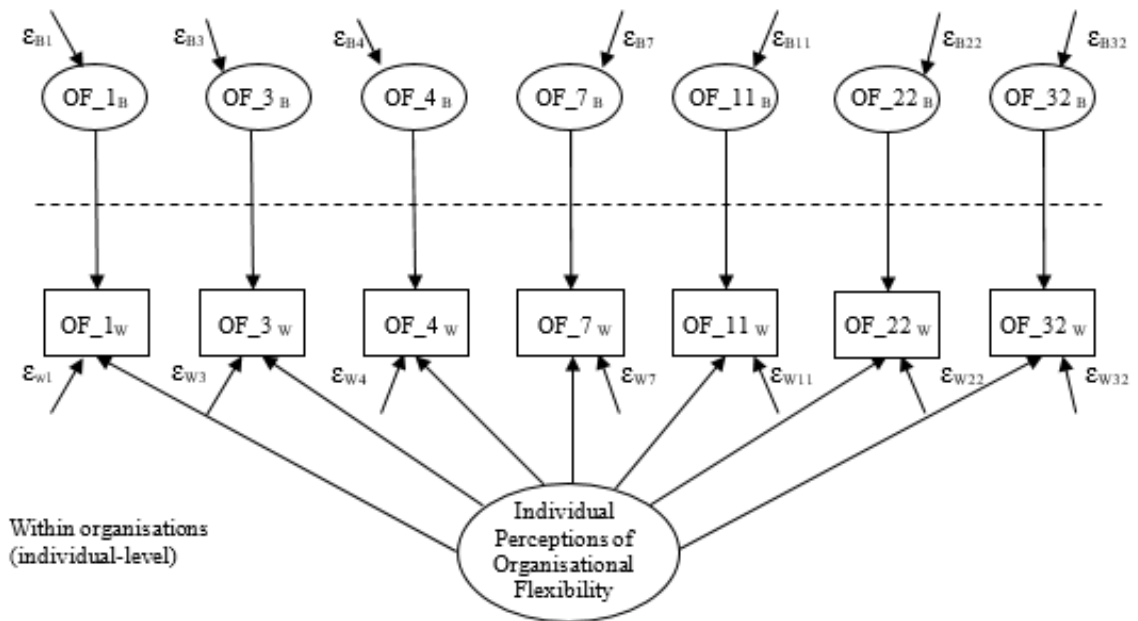 εB1 εB3 εB4 εB7 εB11 εB22 εB32
OF_1 B OF_3 B OF_4 B OF_7 B OF_11 B OF_22 B OF_32 B
OF_1W OF_3 W OF_4 W OF_7 W OF_11 W OF_22 W OF_32 W
εW1 εW3 εW4 εW7 εW11 εW22 εW32
Within organisations
(individual-level)
Individual
Perceptions of
Organisational
Flexibility